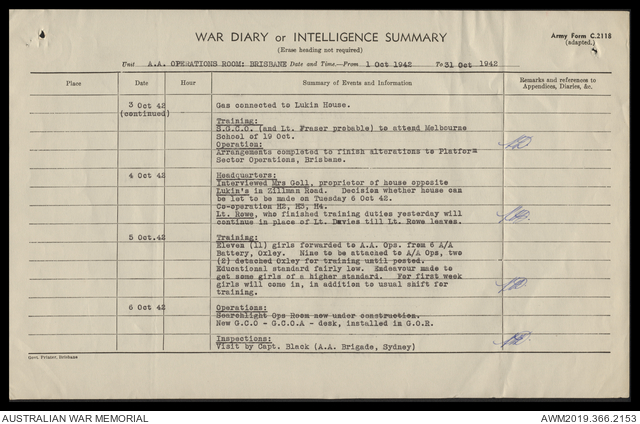 WAR DIARY or INTELLIGENCE SUMMARY
(Erase heading not required)
Army Form C.2118
(adapted.)
Unit A.A. OPERATIONS ROOM: BRISBANE Date and Time.—From 1 Oct 1942 To 31 Oct 1942
Place
Date
Hour
Summary of Events and Information
Remarks and references to
Appendices, Diaries, &c.
3 Oct 42
(continued)
Gas connected to Lukin House.
Training:
S.G.C.O. (and Lt. Fraser probable) to attend Melbourne
School of 19 Oct.
Operation:
Arrangements completed to finish alterations to Platform
Sector Operations, Brisbane.
4 Oct 42
Headquarters:
Interviewed Mrs Goll, proprietor of house opposite
Lukin's in Zillman Road. Decision whether house can
be let to be made on Tuesday 6 Oct 42.
Co-operation H2, H3, H4.
Lt. Rowe, who finished training duties yesterday will
continue in place of Lt. Davies till Lt. Rowe leaves.
5 Oct.42
Training:
Eleven (11) girls forwarded to A.A. Ops. from 6 A/A
Battery, Oxley. Nine to be attached to A/A Ops, two
(2) detached Oxley for training until posted.
Educational standard fairly low. Endeavour made to
get some girls of a higher standard. For first week
girls will come in, in addition to usual shift for
training.
6 Oct 42
Operations:
Searchlight Ops Room now under construction.
New G.C.O - G.C.O.A - desk, installed in G.O.R.
Inspections:
Visit by Capt. Black (A.A. Brigade, Sydney)
Govt. Printer, Brisbane
AUSTRALIAN WAR MEMORIAL
AWM2019.366.2153